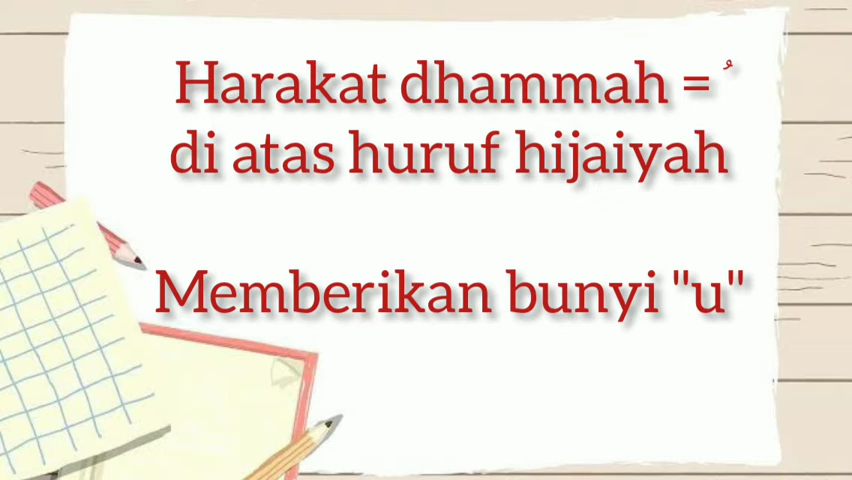 Harakat dhammah = ُ
di atas huruf hijaiyah
Memberikan bunyi "u"